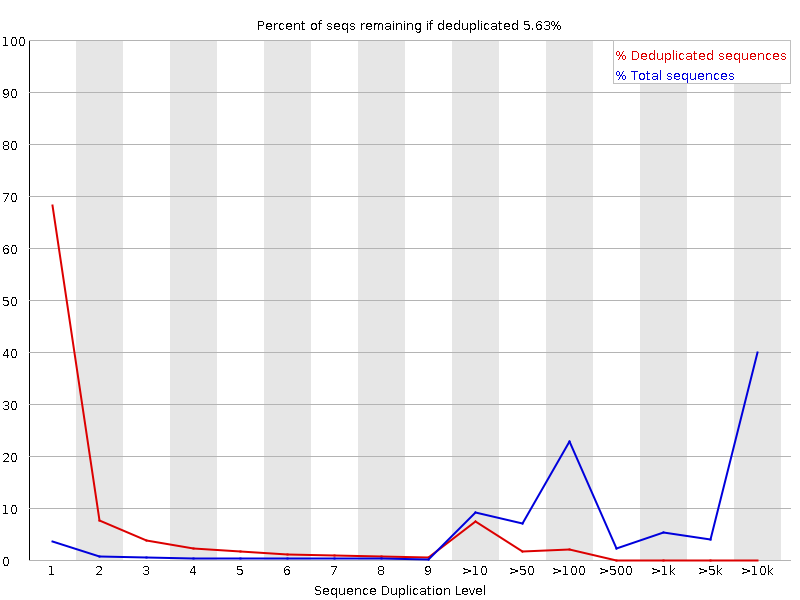 Percent of seqs remaining if deduplicated 5.63%
% Deduplicated sequences
% Total sequences
100
90
80
70
60
50
40
30
20
10
0
1 2 3 4 5 6 7 8 9 >10 >50 >100 >500 >1k >5k >10k
Sequence Duplication Level